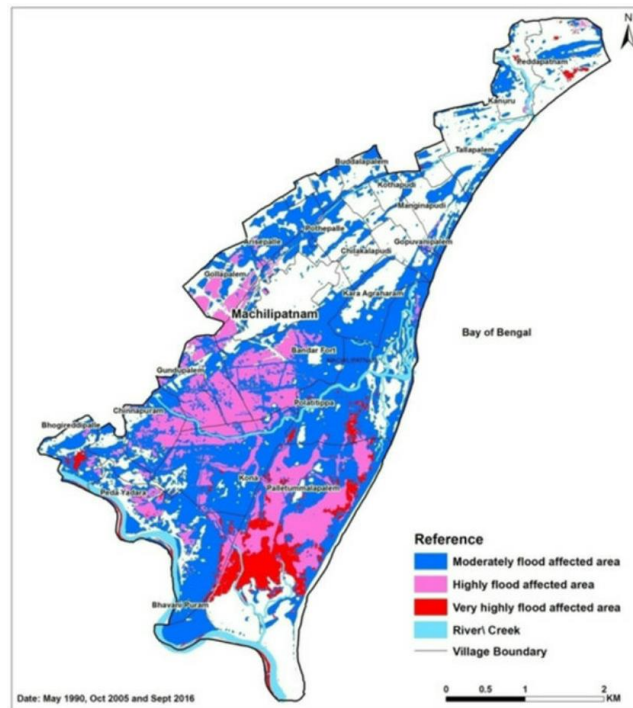 N
Peddapatnam
Kanuru
Tallapalem
Buddalapalem
Kothapudi
Manginapudi
Pothepalle
Arisepalle
Gopuvanipalem
Chilakalapudi
Gollapalem
Kara Agraharam
Machilipatnam
Bay of Bengal
Bandar Fort
Gundupalem
Polatitippa
Chinnapuram
Bhogireddipalle
Kona
Palletummalapalem
Peda Yadara
Bhavani Puram
Reference
Moderately flood affected area
Highly flood affected area
Very highly flood affected area
River\ Creek
Village Boundary
0 0.5 1 2
KM
Date: May 1990, Oct 2005 and Sept 2016